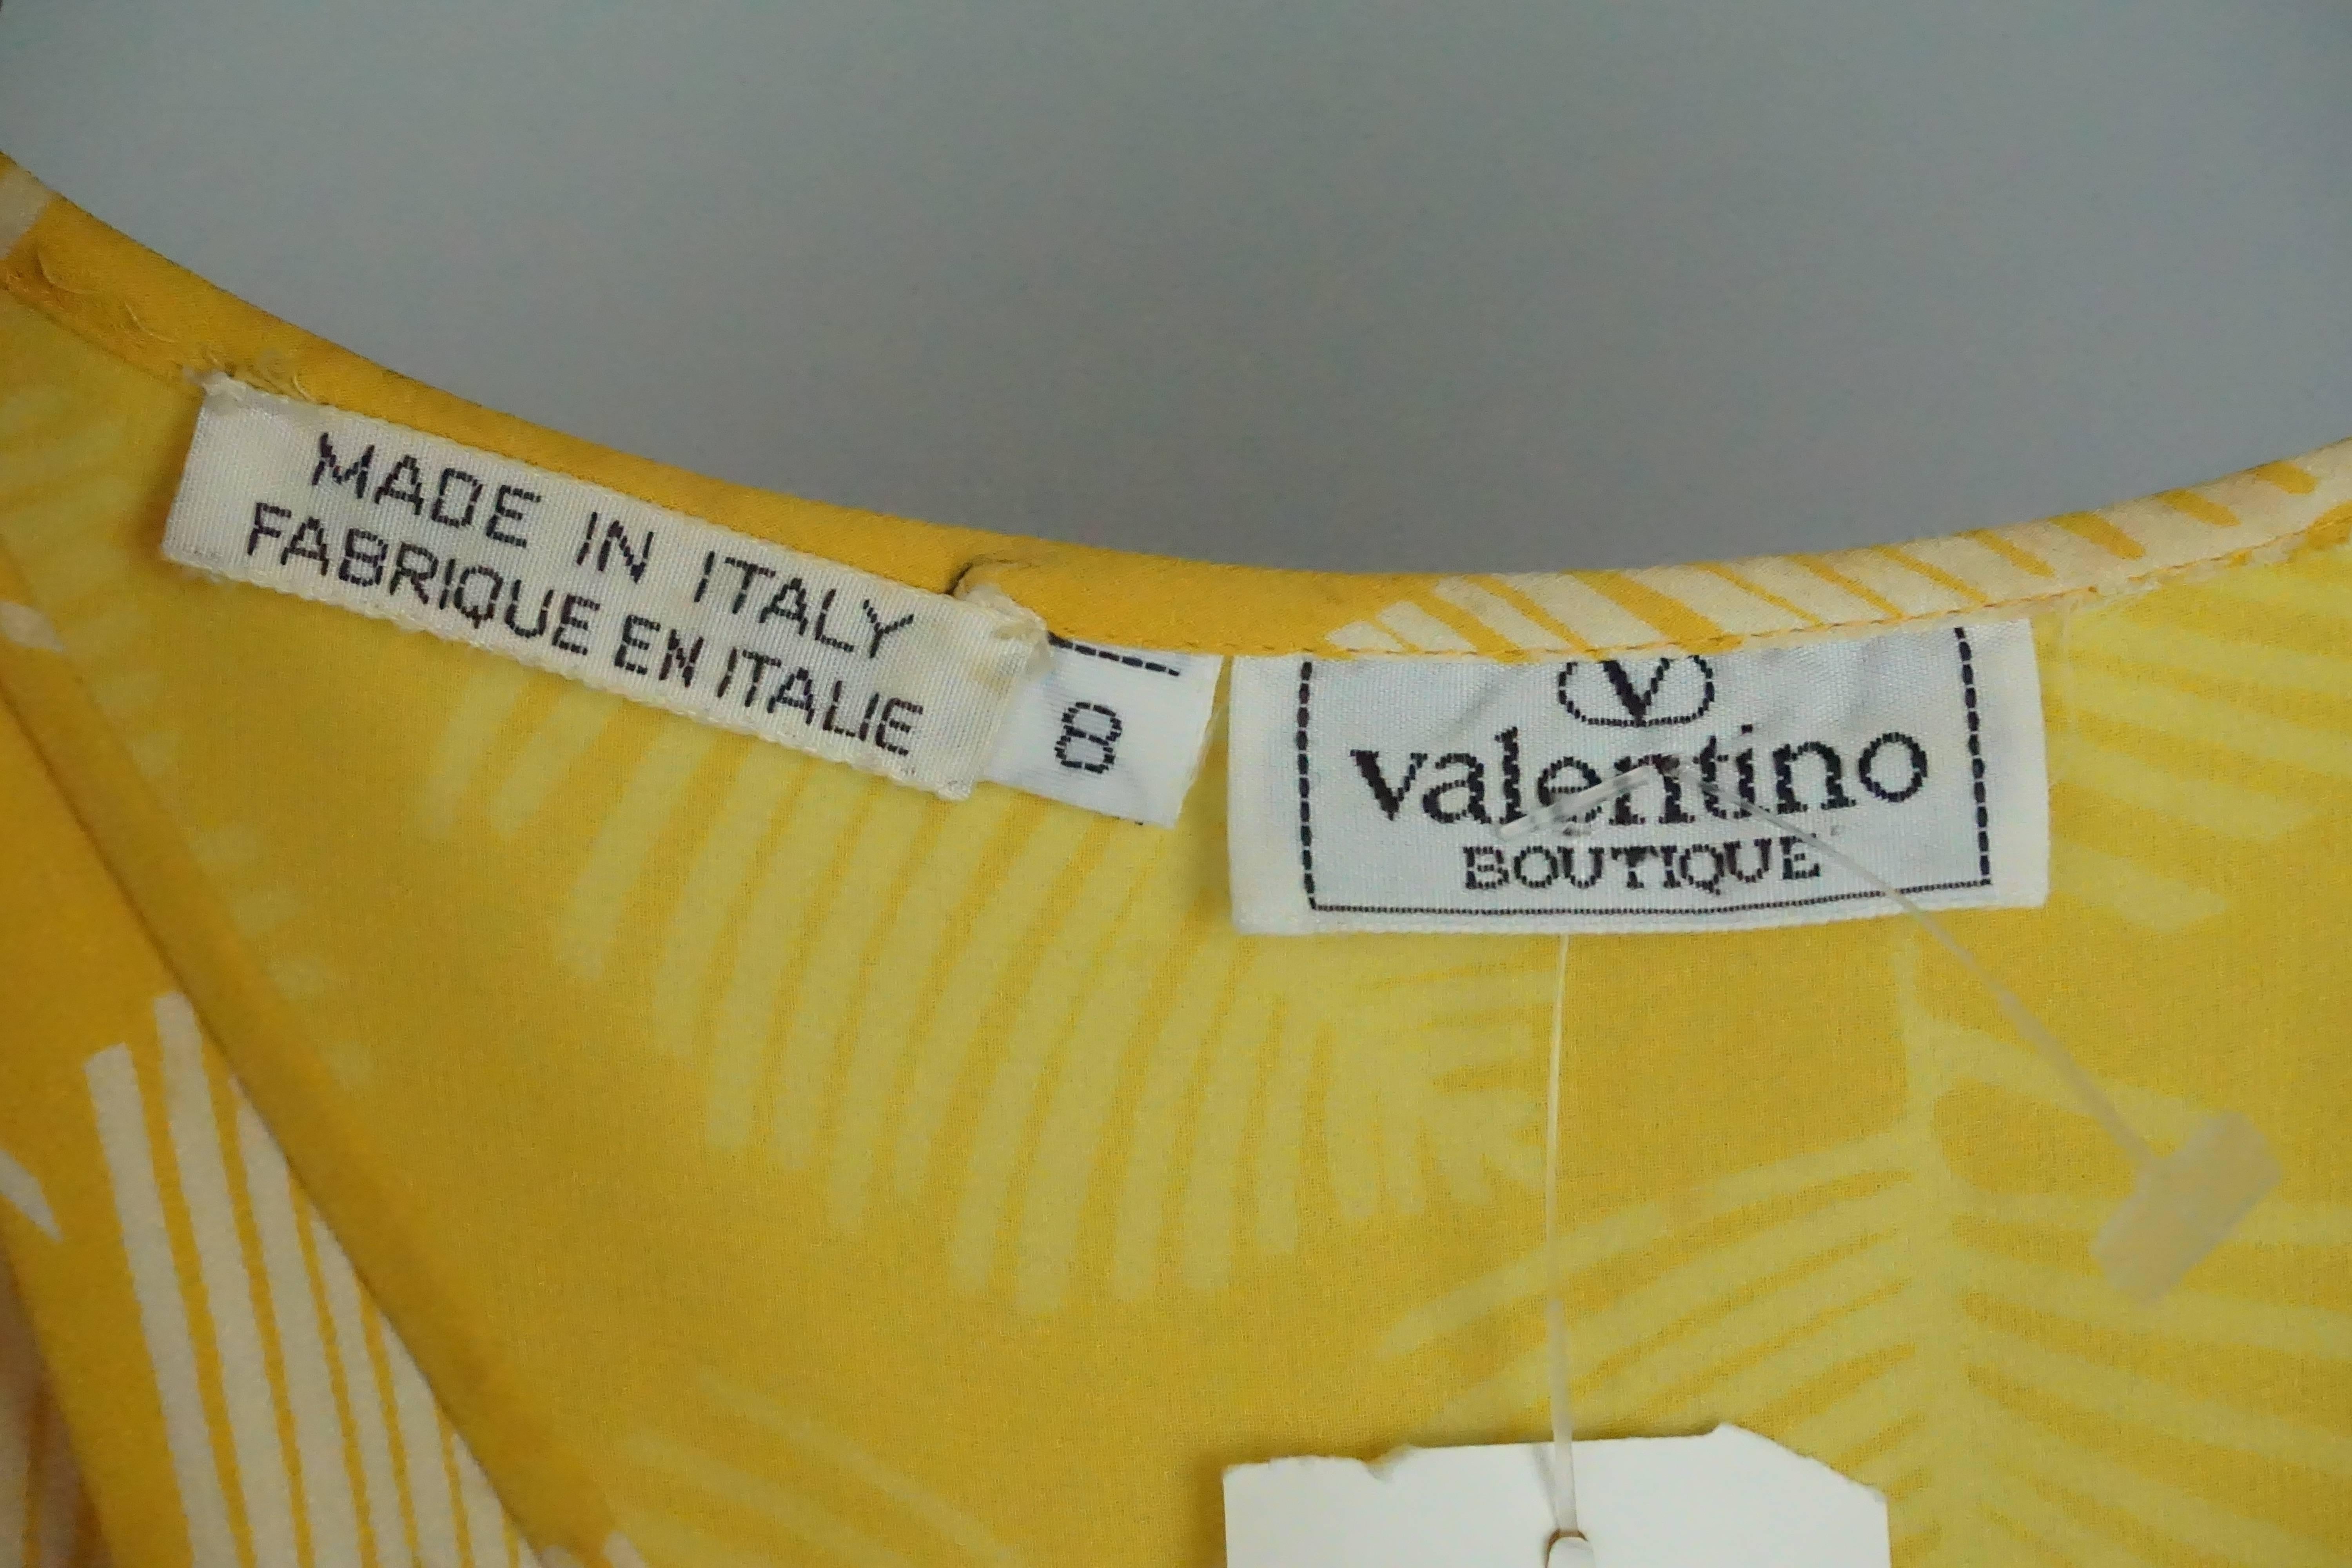 MADE IN ITALY
FABRIQUE EN ITALIE
8
V
valentino
BOUTIQUE